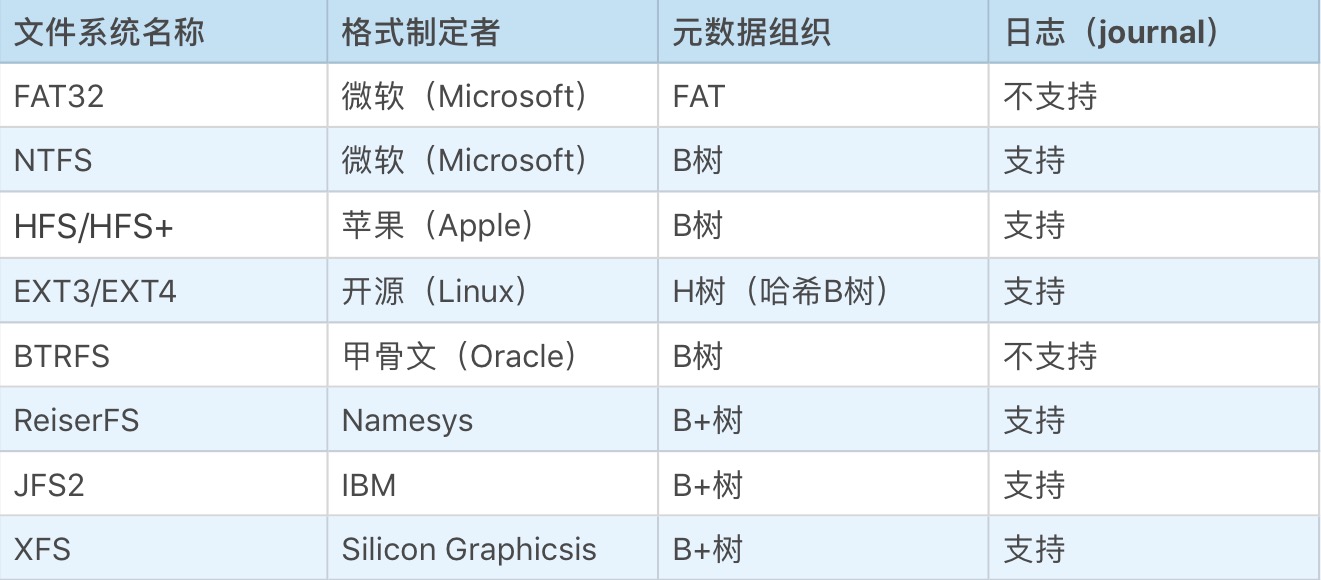 文件系统名称 格式制定者 元数据组织 日志（journal）
FAT32 微软（Microsoft） FAT 不支持
NTFS 微软（Microsoft） B树 支持
HFS/HFS+ 苹果（Apple） B树 支持
EXT3/EXT4 开源（Linux） H树（哈希B树） 支持
BTRFS 甲骨文（Oracle） B树 不支持
ReiserFS Namesys B+树 支持
JFS2 IBM B+树 支持
XFS Silicon Graphicsis B+树 支持